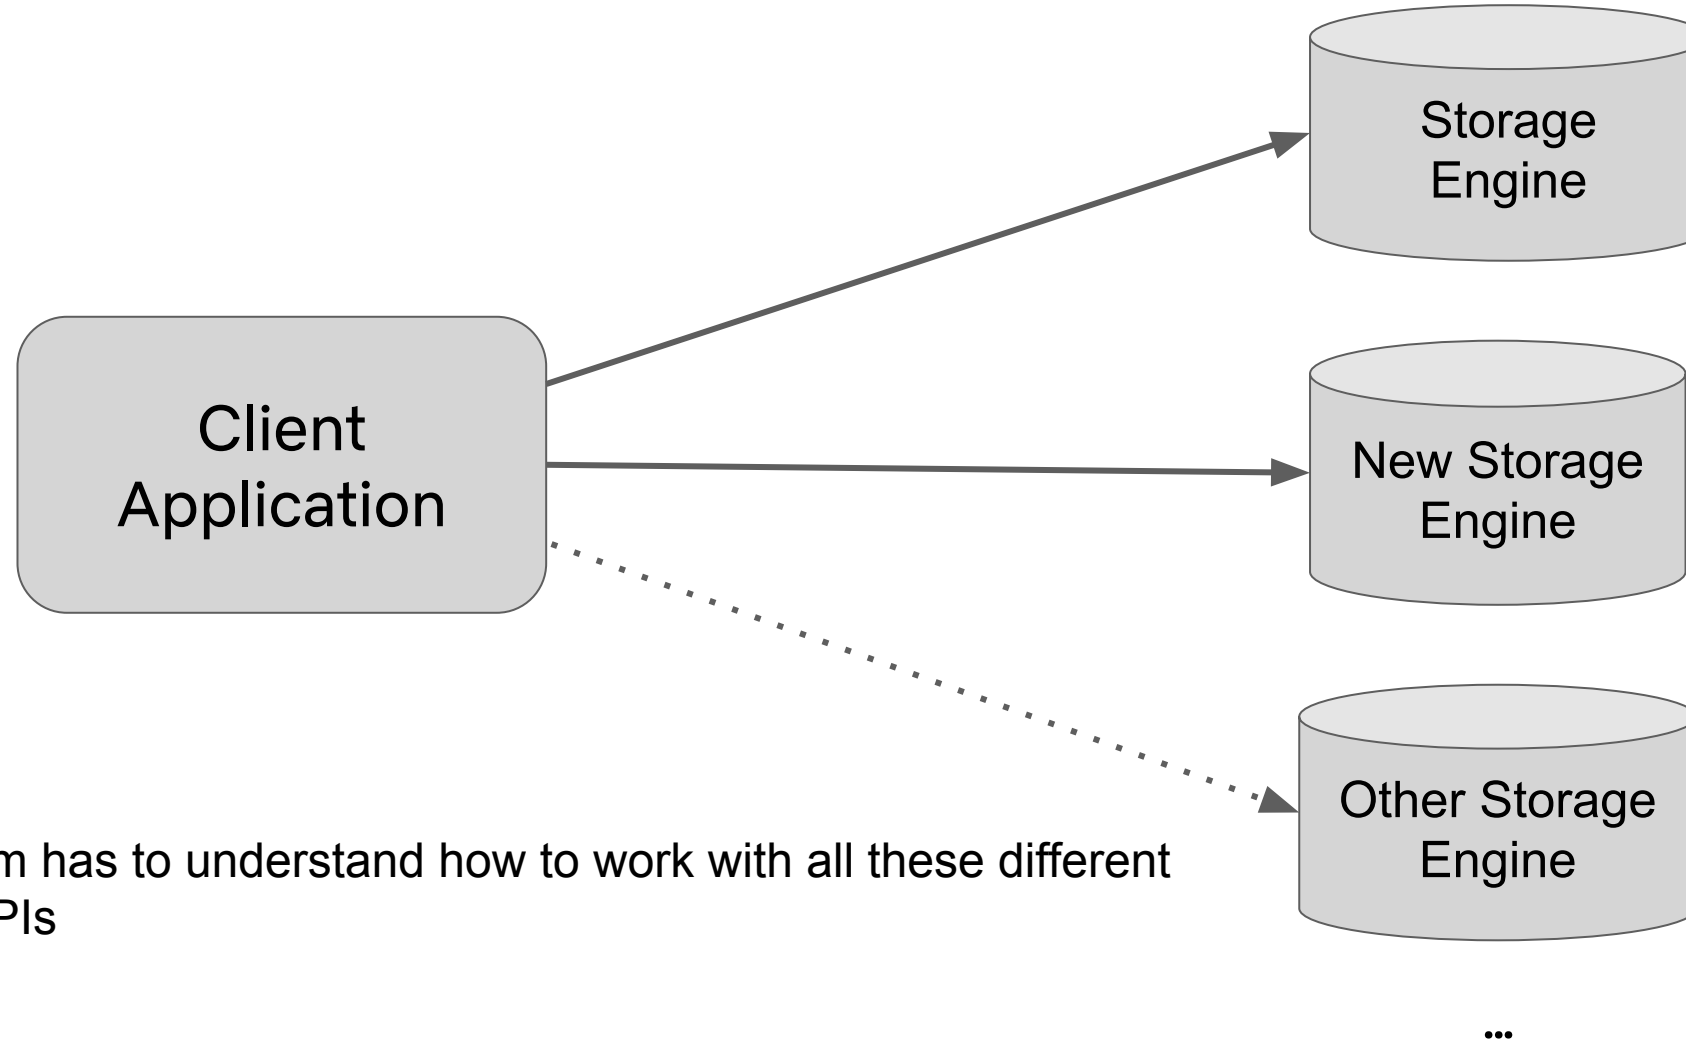 Storage
Engine
Client
Application
New Storage
Engine
Other Storage
Engine
m has to understand how to work with all these different
PIs
...